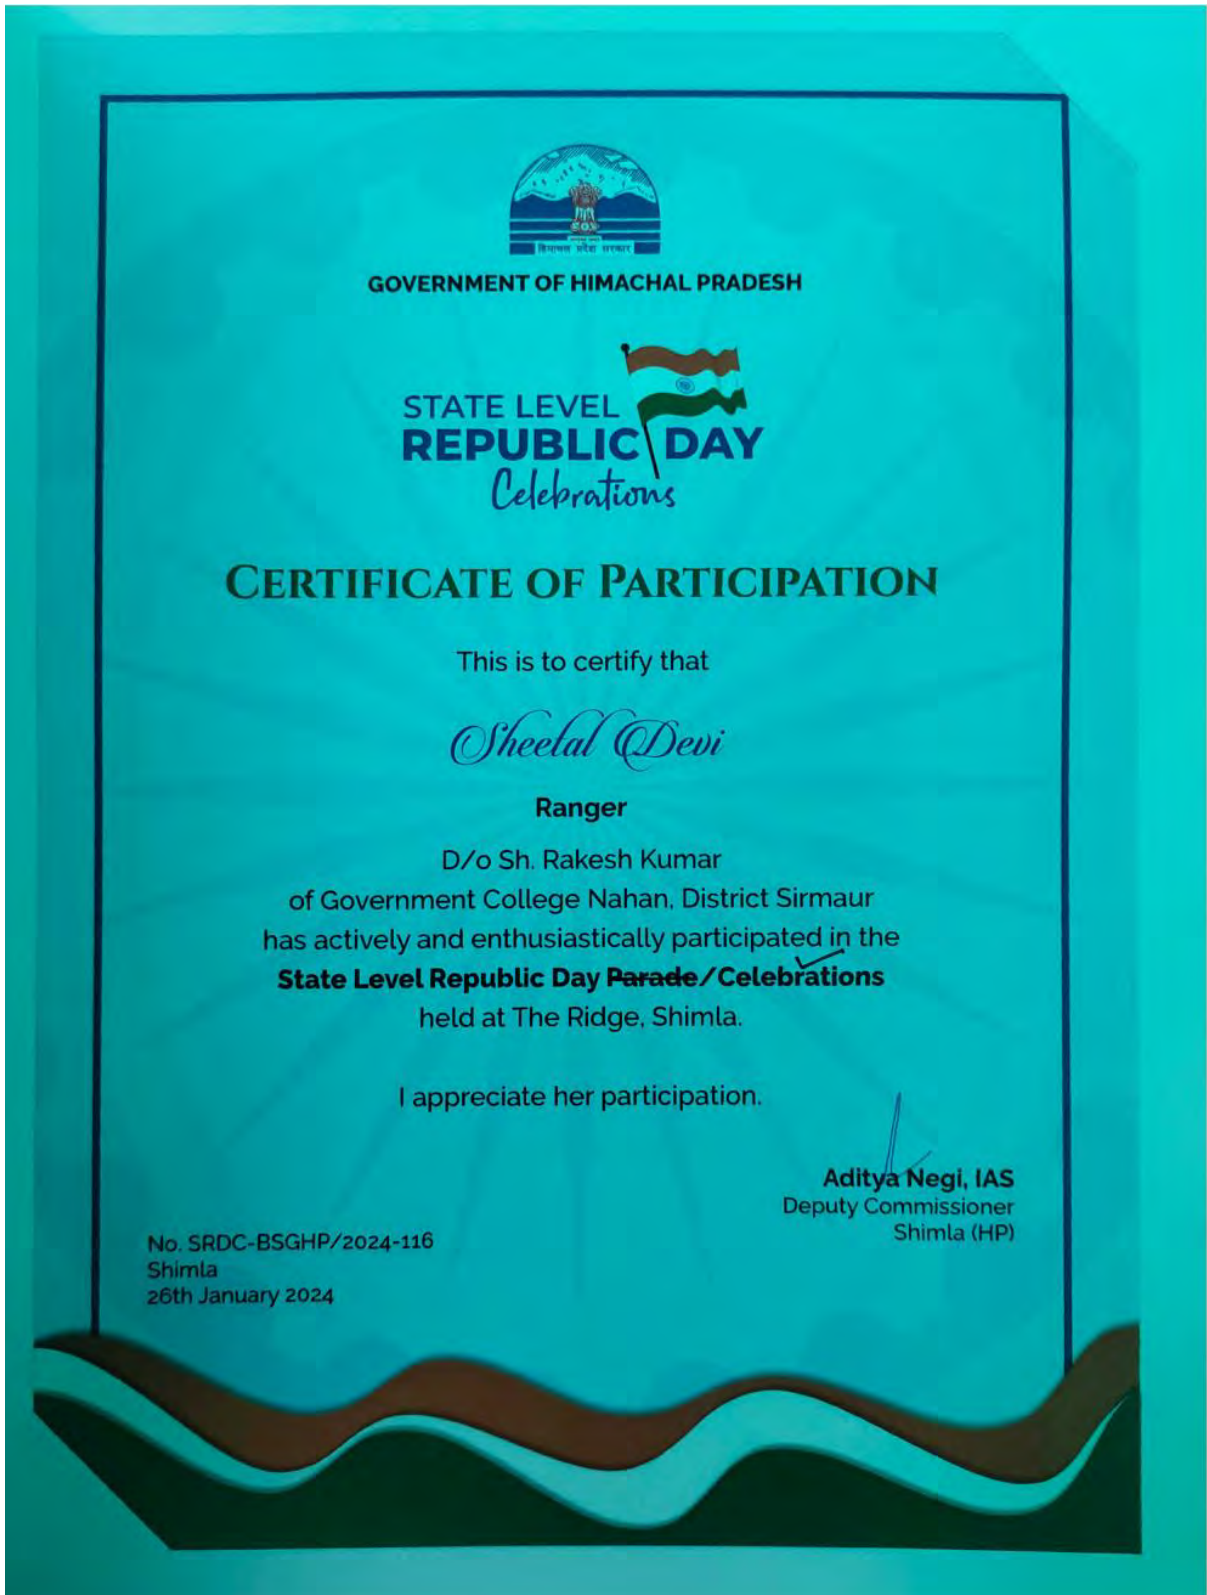 हिमाचल प्रदेश सरकार
GOVERNMENT OF HIMACHAL PRADESH
STATE LEVEL
REPUBLIC DAY
Celebrations
CERTIFICATE OF PARTICIPATION
This is to certify that
Sheetal Devi
Ranger
D/o Sh. Rakesh Kumar
of Government College Nahan, District Sirmaur
has actively and enthusiastically participated in the
State Level Republic Day Parade/Celebrations
held at The Ridge, Shimla.
I appreciate her participation.
Aditya Negi, IAS
Deputy Commissioner
Shimla (HP)
No. SRDC-BSGHP/2024-116
Shimla
26th January 2024